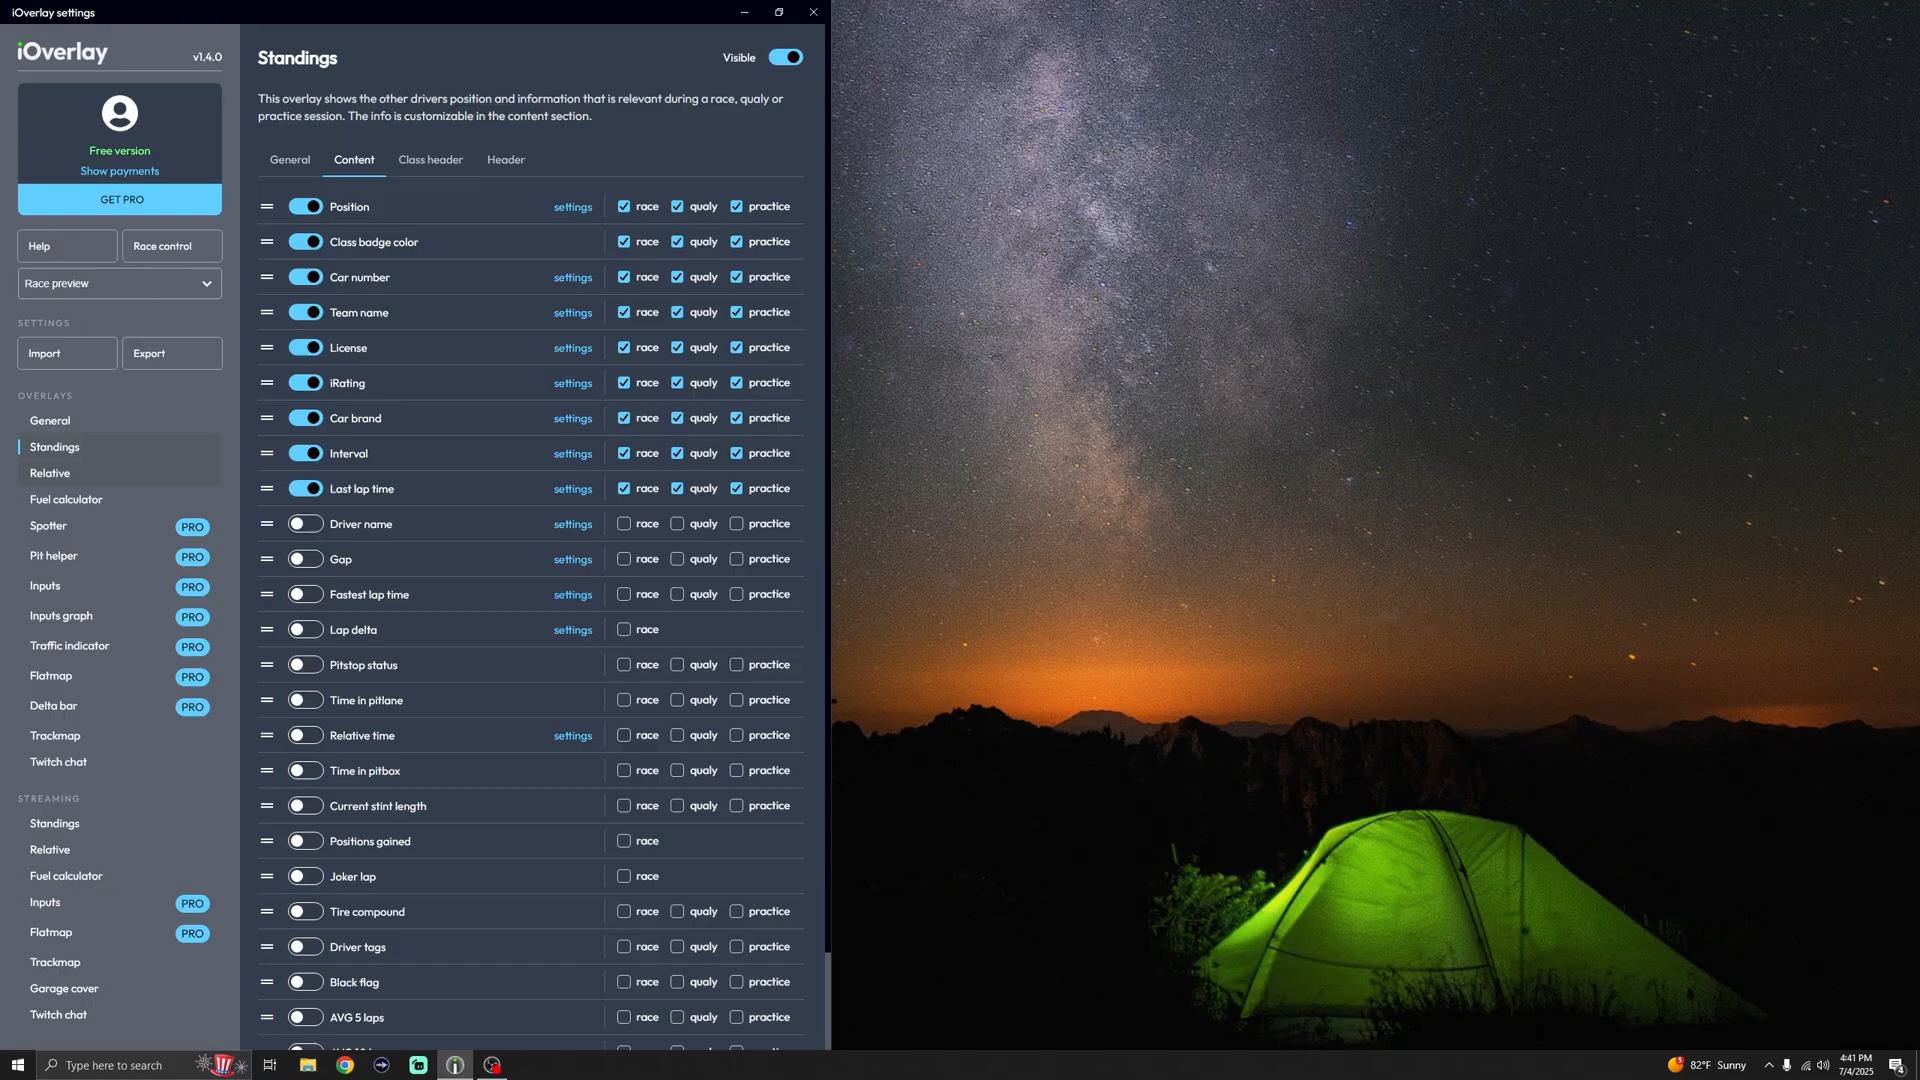 iOverlay settings
iOverlay
v1.4.0
Free version
Show payments
GET PRO
Help
Race control
Race preview
SETTINGS
Import
Export
OVERLAYS
General
Standings
Relative
Fuel calculator
Spotter PRO
Pit helper PRO
Inputs PRO
Inputs graph PRO
Traffic indicator PRO
Flatmap PRO
Delta bar PRO
Trackmap
Twitch chat
STREAMING
Standings
Relative
Fuel calculator
Inputs PRO
Flatmap PRO
Trackmap
Garage cover
Twitch chat
Standings
Visible
This overlay shows the other drivers position and information that is relevant during a race, qualy or
practice session. The info is customizable in the content section.
General Content Class header Header
Position settings race qualy practice
Class badge color race qualy practice
Car number settings race qualy practice
Team name settings race qualy practice
License settings race qualy practice
iRating settings race qualy practice
Car brand settings race qualy practice
Interval settings race qualy practice
Last lap time settings race qualy practice
Driver name settings race qualy practice
Gap settings race qualy practice
Fastest lap time settings race qualy practice
Lap delta settings race
Pitstop status race qualy practice
Time in pitlane race qualy practice
Relative time settings race qualy practice
Time in pitbox race qualy practice
Current stint length race qualy practice
Positions gained race
Joker lap race
Tire compound race qualy practice
Driver tags race qualy practice
Black flag race qualy practice
AVG 5 laps race qualy practice
Type here to search
82°F Sunny
4:41 PM
7/4/2025
4